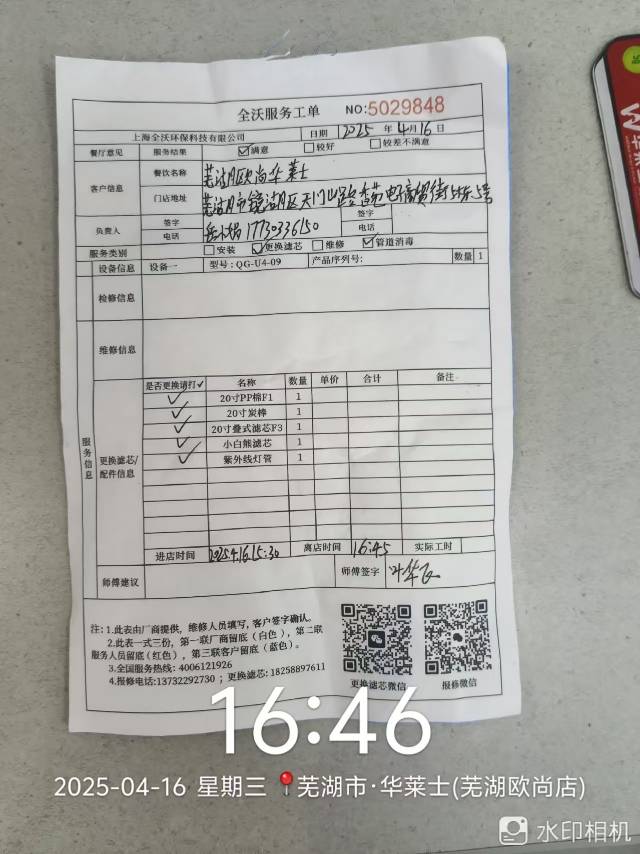 全沃服务工单 NO:5029848
上海全沃环保科技有限公司 日期 2025 年 4月16日
餐厅意见 服务结果 ☑满意 ☐较好 ☐较差不满意
客户信息 餐饮名称 芜湖区欧尚华莱士
门店地址 芜湖市镜湖区天门山路香苑电子商贸街
负责人 签字 签字
电话 17730336150 电话
服务类别 ☐安装 ☑更换滤芯 ☐维修 ☑管道消毒
设备信息 设备一 型号:QG-U4-09 产品序列号: 数量 1
检修信息
维修信息
服务信息
更换滤芯/配件信息
是否更换请打✓ 名称 数量 单价 合计 备注
✓ 20寸PP棉F1 1
✓ 20寸炭棒 1
✓ 20寸叠式滤芯F3 1
✓ 小白熊滤芯 1
✓ 紫外线灯管 1
进店时间 2025.4.16.15:30 离店时间 16:45 实际工时
师傅建议 师傅签字 叶华飞
注:1.此表由厂商提供,维修人员填写,客户签字确认。
2.此表一式三份,第一联厂商留底(白色),第二联
服务人员留底(红色),第三联客户留底(蓝色)。
3.全国服务热线: 4006121926
4.报修电话:13732292730 ;更换滤芯: 18258897611
更换滤芯微信 报修微信
16:46
2025-04-16 星期三 芜湖市·华莱士(芜湖欧尚店)
水印相机